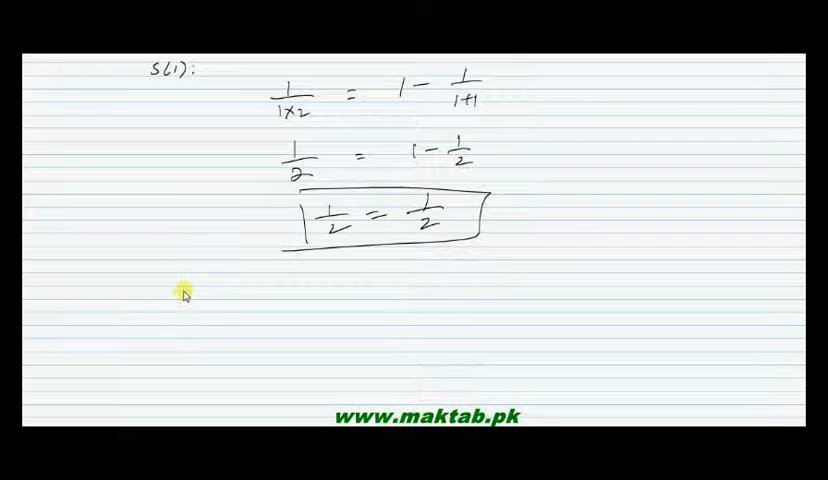 S(1):
1/(1×2) = 1 - 1/(1+1)
1/2 = 1 - 1/2
1/2 = 1/2
www.maktab.pk